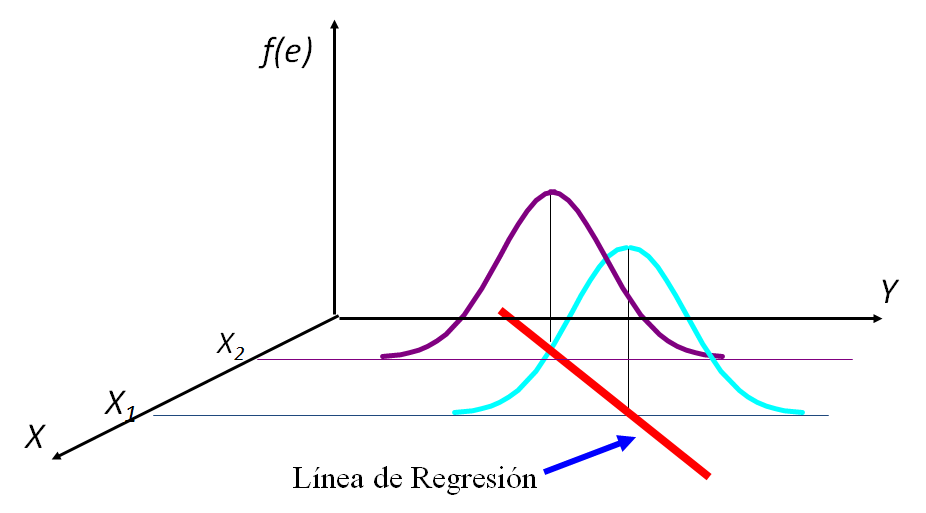 f(e)
Y
X₂
X₁
X
Línea de Regresión